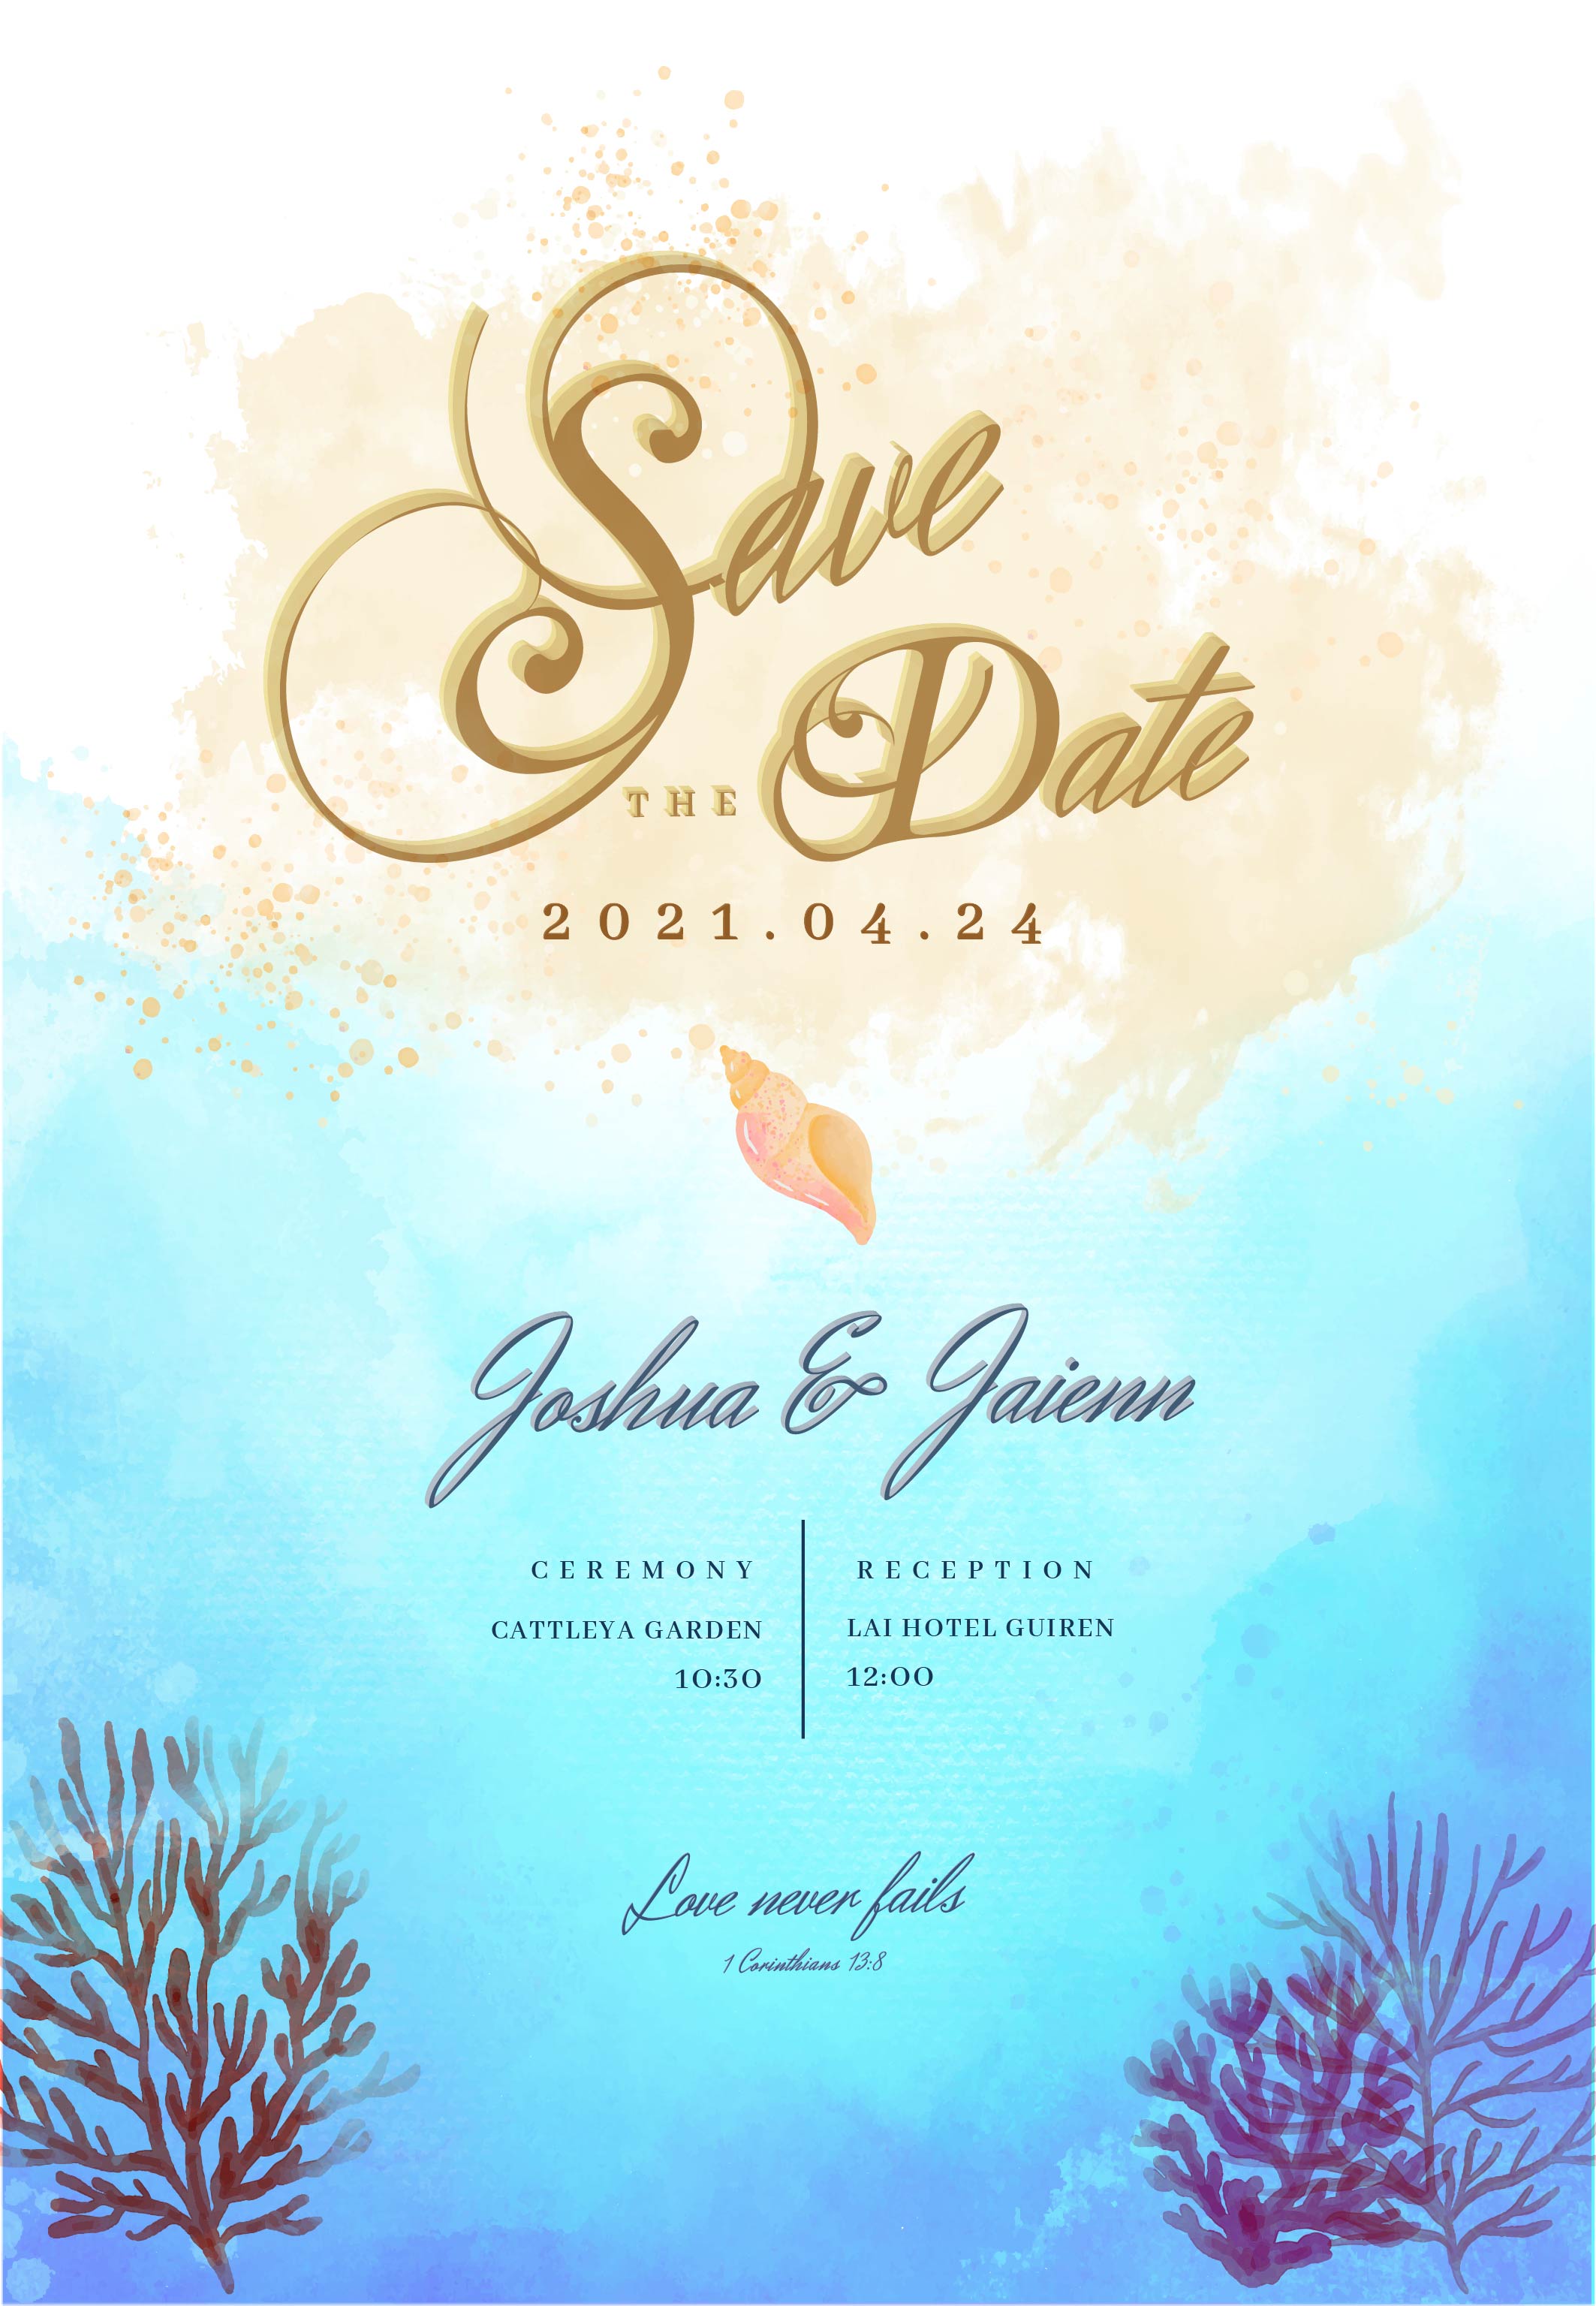 Save
THE Date
2021.04.24
Joshua & Jaienn
CEREMONY
CATTLEYA GARDEN
10:30
RECEPTION
LAI HOTEL GUIREN
12:00
Love never fails
1 Corinthians 13:8